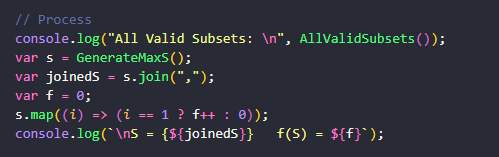 // Process
console.log("All Valid Subsets: \n", AllValidSubsets());
var s = GenerateMaxS();
var joinedS = s.join(",");
var f = 0;
s.map((i) => (i == 1 ? f++ : 0));
console.log(`\nS = {${joinedS}}   f(S) = ${f}`);